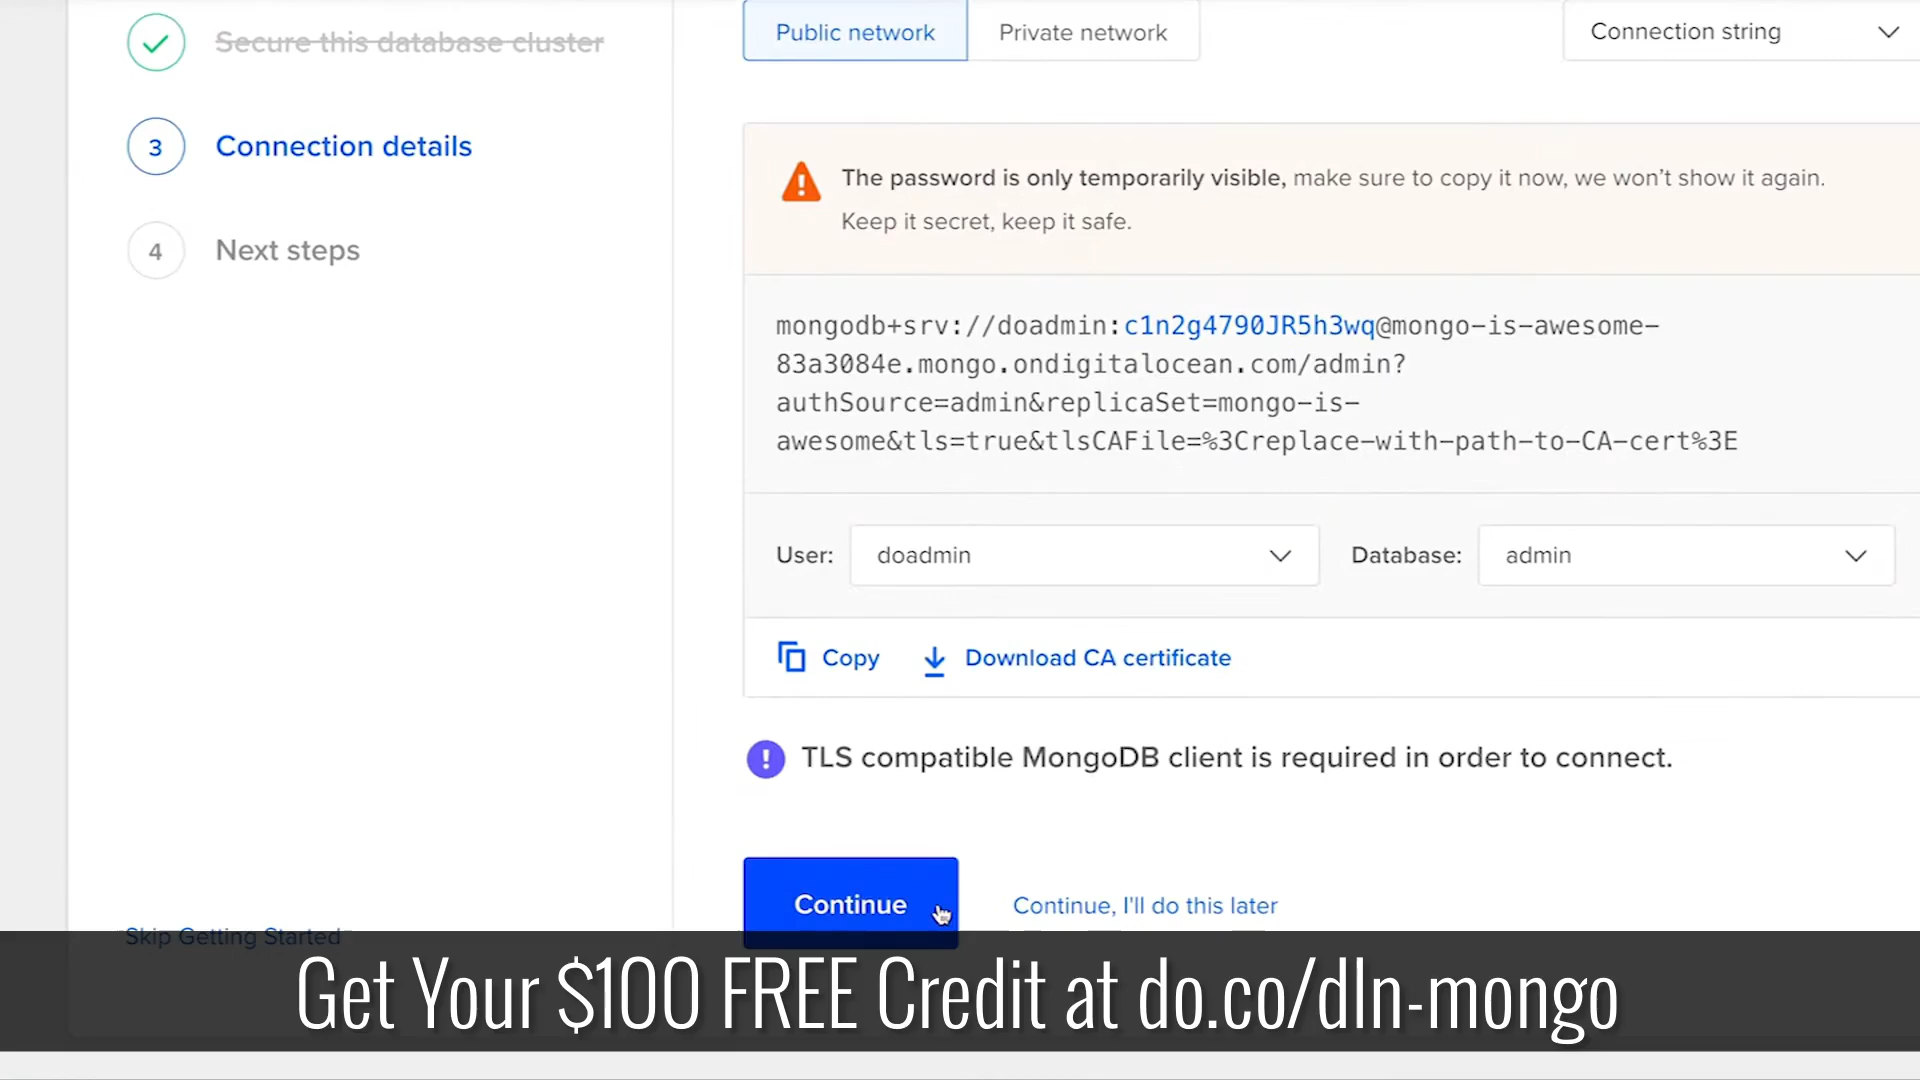 Secure this database cluster
3 Connection details
4 Next steps
Skip Getting Started
Public network Private network Connection string
The password is only temporarily visible, make sure to copy it now, we won't show it again.
Keep it secret, keep it safe.
mongodb+srv://doadmin:c1n2g4790JR5h3wq@mongo-is-awesome-
83a3084e.mongo.ondigitalocean.com/admin?
authSource=admin&replicaSet=mongo-is-
awesome&tls=true&tlsCAFile=%3Creplace-with-path-to-CA-cert%3E
User: doadmin Database: admin
Copy Download CA certificate
TLS compatible MongoDB client is required in order to connect.
Continue Continue, I'll do this later
Get Your $100 FREE Credit at do.co/dln-mongo